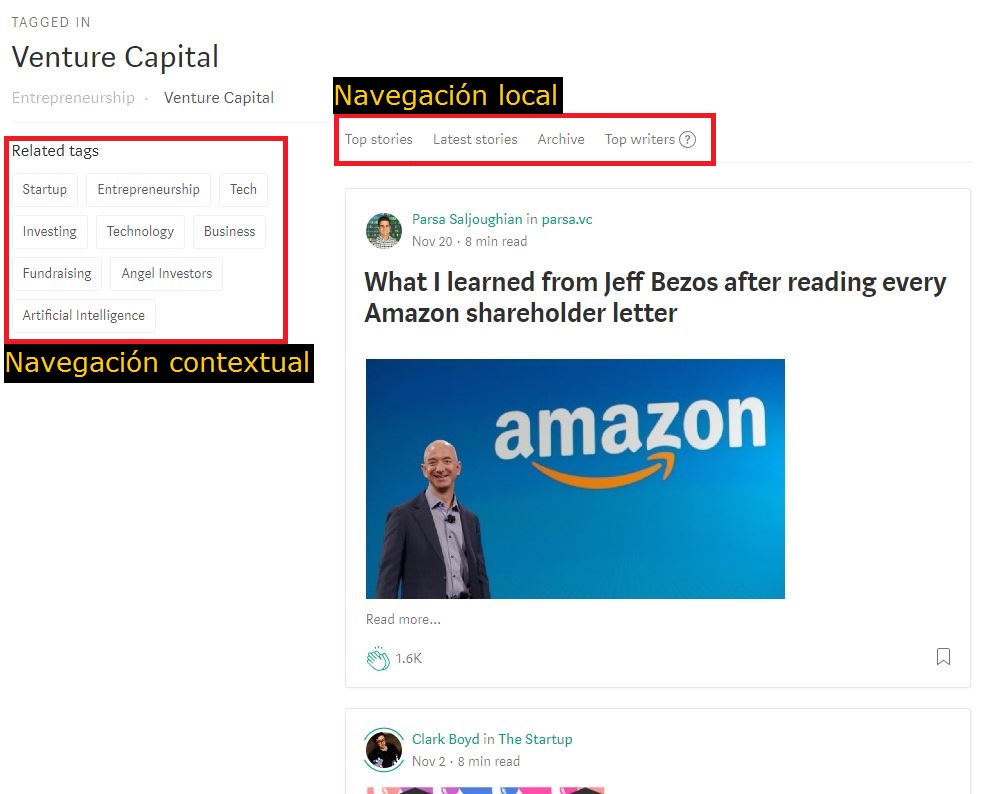 TAGGED IN
Venture Capital
Entrepreneurship · Venture Capital
Navegación local
Top stories Latest stories Archive Top writers ?
Related tags
Startup Entrepreneurship Tech
Investing Technology Business
Fundraising Angel Investors
Artificial Intelligence
Navegación contextual
Parsa Saljoughian in parsa.vc
Nov 20 · 8 min read
What I learned from Jeff Bezos after reading every
Amazon shareholder letter
amazon
Read more...
1.6K
Clark Boyd in The Startup
Nov 2 · 8 min read